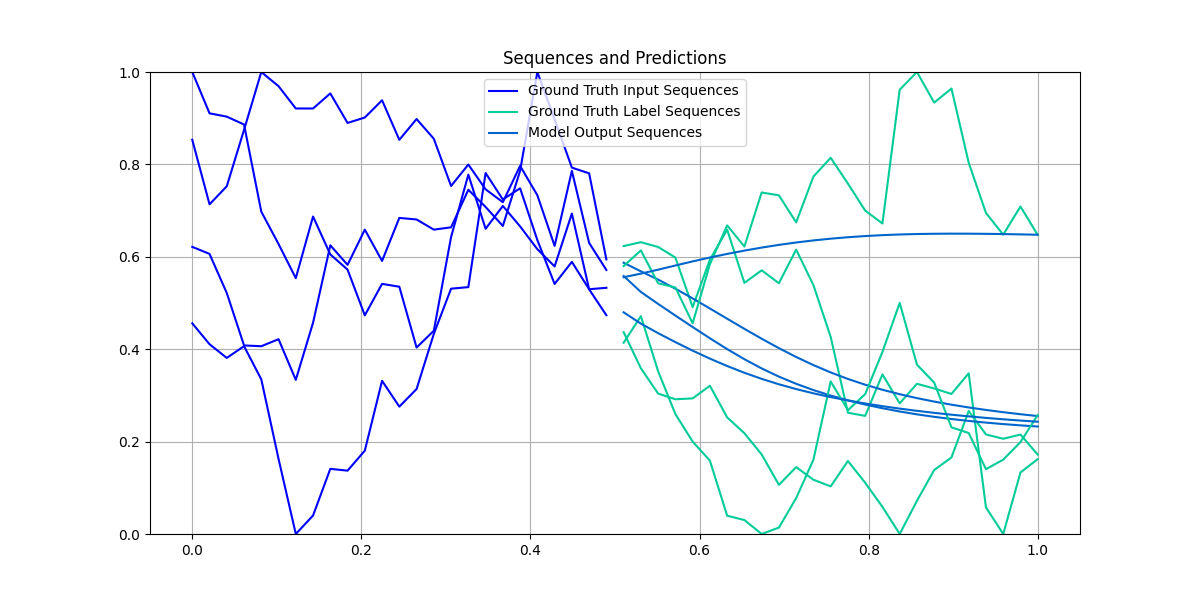 Sequences and Predictions
Ground Truth Input Sequences
Ground Truth Label Sequences
Model Output Sequences
1.0
0.8
0.6
0.4
0.2
0.0
0.0 0.2 0.4 0.6 0.8 1.0